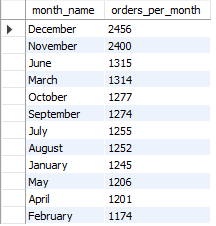 month_name orders_per_month
December 2456
November 2400
June 1315
March 1314
October 1277
September 1274
July 1255
August 1252
January 1245
May 1206
April 1201
February 1174